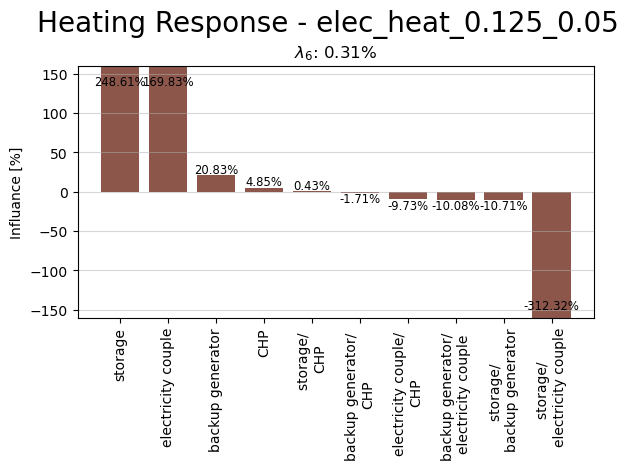 Heating Response - elec_heat_0.125_0.05
λ6: 0.31%
Influance [%]
150
100
50
0
−50
−100
−150
248.61%
169.83%
20.83%
4.85%
0.43%
-1.71%
-9.73%
-10.08%
-10.71%
-312.32%
storage
electricity couple
backup generator
CHP
storage/
CHP
backup generator/
CHP
electricity couple/
CHP
backup generator/
electricity couple
storage/
backup generator
storage/
electricity couple